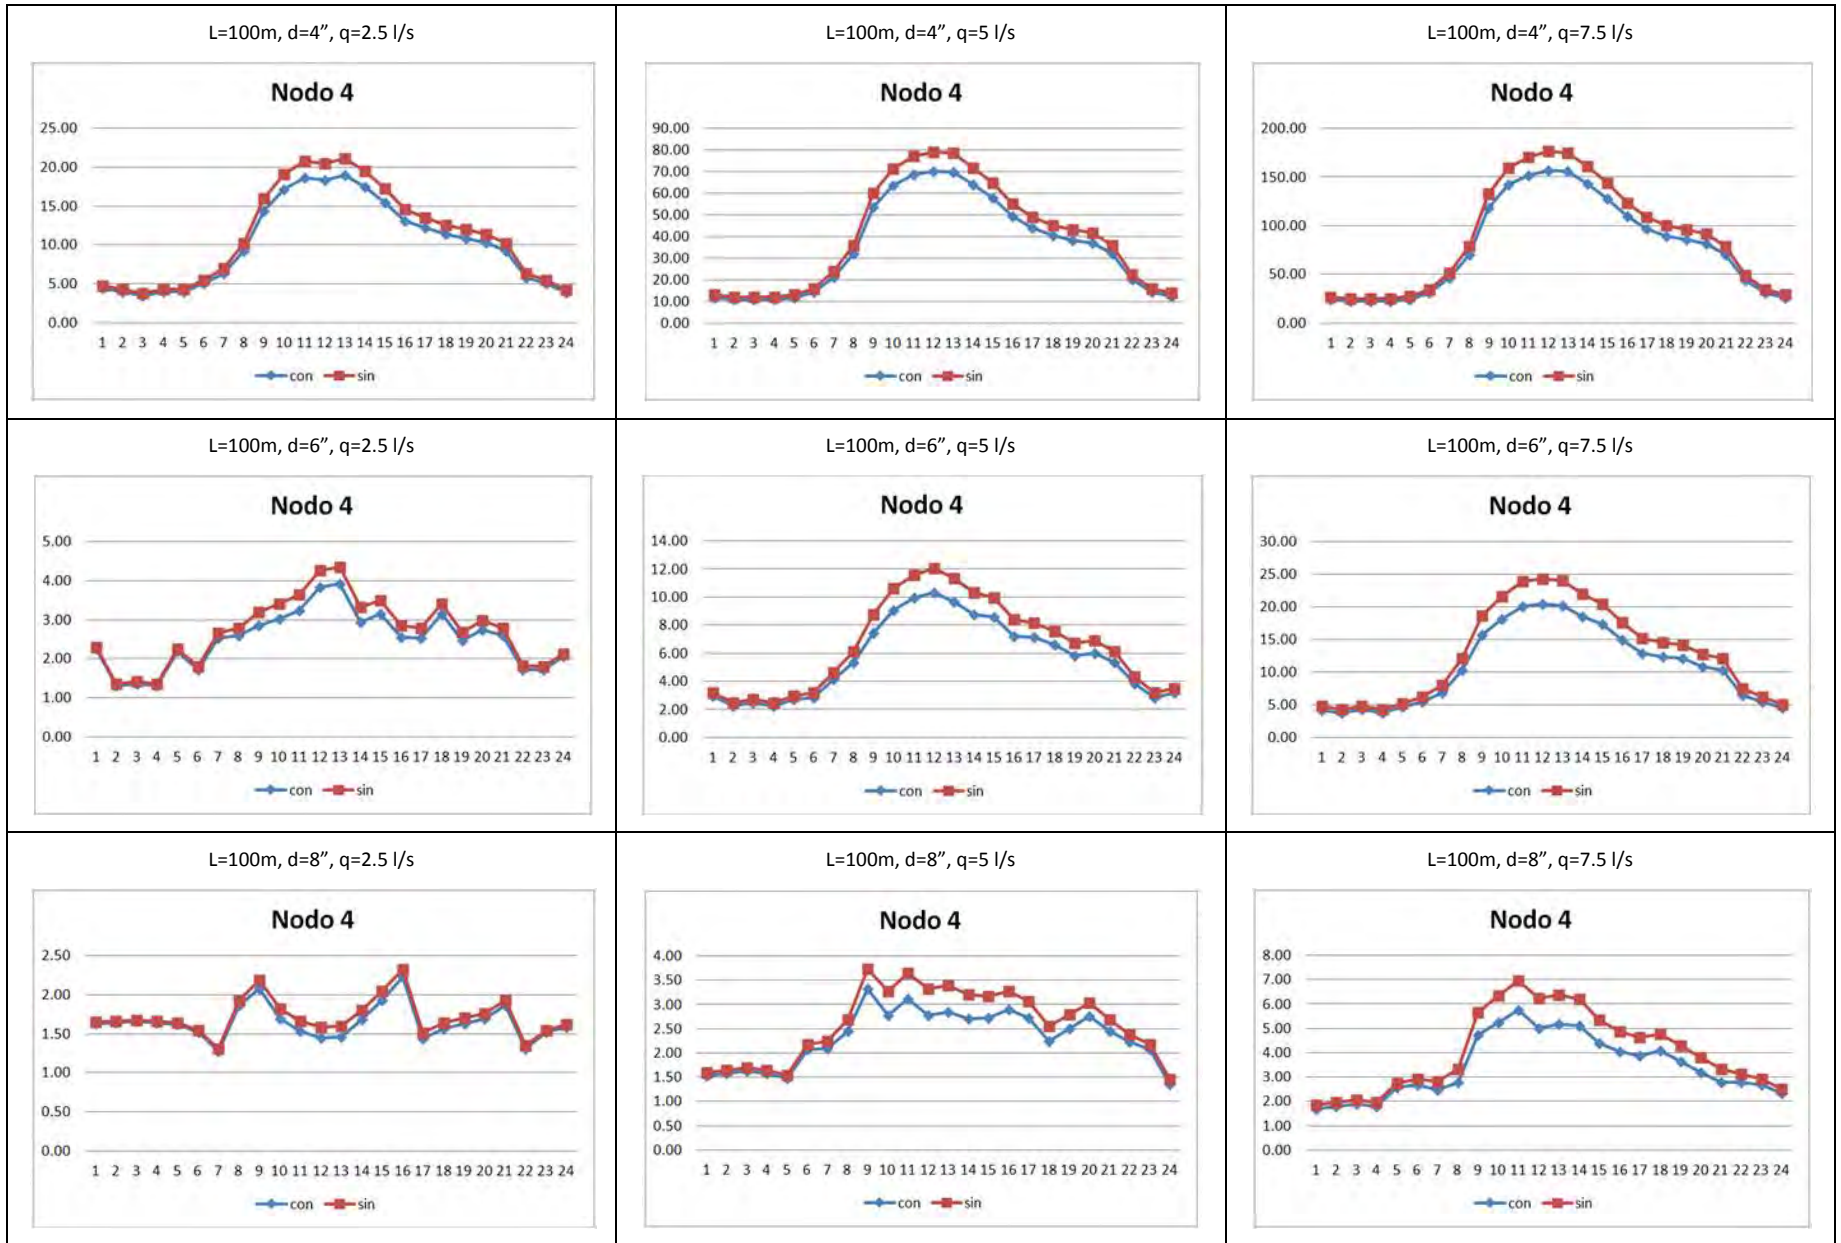 L=100m, d=4”, q=2.5 l/s
Nodo 4
25.00
20.00
15.00
10.00
5.00
0.00
1 2 3 4 5 6 7 8 9 10 11 12 13 14 15 16 17 18 19 20 21 22 23 24
con sin
L=100m, d=4”, q=5 l/s
Nodo 4
90.00
80.00
70.00
60.00
50.00
40.00
30.00
20.00
10.00
0.00
1 2 3 4 5 6 7 8 9 10 11 12 13 14 15 16 17 18 19 20 21 22 23 24
con sin
L=100m, d=4”, q=7.5 l/s
Nodo 4
200.00
150.00
100.00
50.00
0.00
1 2 3 4 5 6 7 8 9 10 11 12 13 14 15 16 17 18 19 20 21 22 23 24
con sin
L=100m, d=6”, q=2.5 l/s
Nodo 4
5.00
4.00
3.00
2.00
1.00
0.00
1 2 3 4 5 6 7 8 9 10 11 12 13 14 15 16 17 18 19 20 21 22 23 24
con sin
L=100m, d=6”, q=5 l/s
Nodo 4
14.00
12.00
10.00
8.00
6.00
4.00
2.00
0.00
1 2 3 4 5 6 7 8 9 10 11 12 13 14 15 16 17 18 19 20 21 22 23 24
con sin
L=100m, d=6”, q=7.5 l/s
Nodo 4
30.00
25.00
20.00
15.00
10.00
5.00
0.00
1 2 3 4 5 6 7 8 9 10 11 12 13 14 15 16 17 18 19 20 21 22 23 24
con sin
L=100m, d=8”, q=2.5 l/s
Nodo 4
2.50
2.00
1.50
1.00
0.50
0.00
1 2 3 4 5 6 7 8 9 10 11 12 13 14 15 16 17 18 19 20 21 22 23 24
con sin
L=100m, d=8”, q=5 l/s
Nodo 4
4.00
3.50
3.00
2.50
2.00
1.50
1.00
0.50
0.00
1 2 3 4 5 6 7 8 9 10 11 12 13 14 15 16 17 18 19 20 21 22 23 24
con sin
L=100m, d=8”, q=7.5 l/s
Nodo 4
8.00
7.00
6.00
5.00
4.00
3.00
2.00
1.00
0.00
1 2 3 4 5 6 7 8 9 10 11 12 13 14 15 16 17 18 19 20 21 22 23 24
con sin